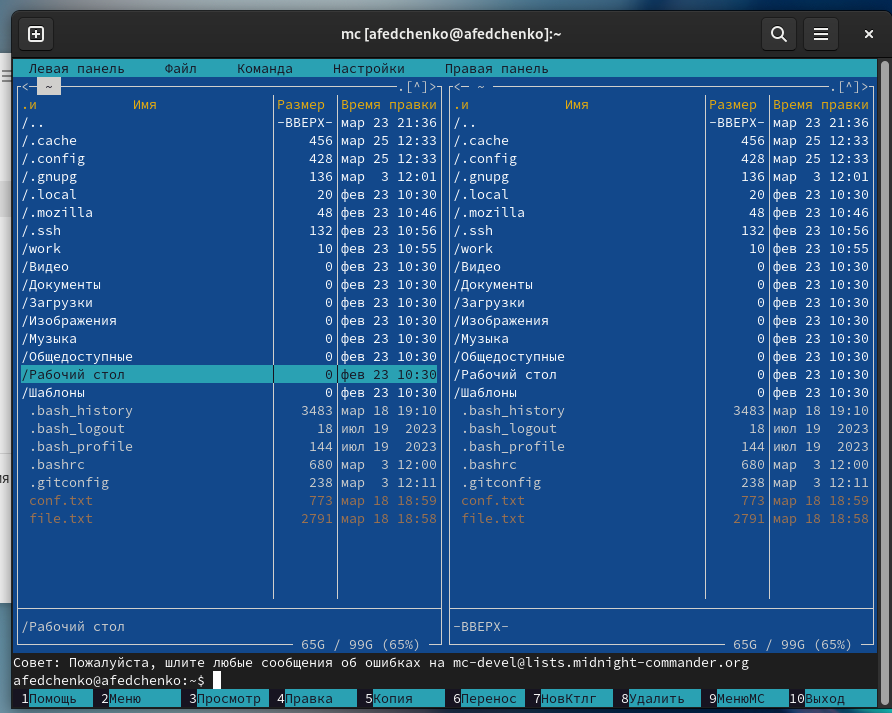 mc [afedchenko@afedchenko]:~
Левая панель Файл Команда Настройки Правая панель
<─ ~ ─.[^]>
.и Имя Размер Время правки
/.. -ВВЕРХ- мар 23 21:36
/.cache 456 мар 25 12:33
/.config 428 мар 25 12:33
/.gnupg 136 мар 3 12:01
/.local 20 фев 23 10:30
/.mozilla 48 фев 23 10:46
/.ssh 132 фев 23 10:56
/work 10 фев 23 10:55
/Видео 0 фев 23 10:30
/Документы 0 фев 23 10:30
/Загрузки 0 фев 23 10:30
/Изображения 0 фев 23 10:30
/Музыка 0 фев 23 10:30
/Общедоступные 0 фев 23 10:30
/Рабочий стол 0 фев 23 10:30
/Шаблоны 0 фев 23 10:30
.bash_history 3483 мар 18 19:10
.bash_logout 18 июл 19 2023
.bash_profile 144 июл 19 2023
.bashrc 680 мар 3 12:00
.gitconfig 238 мар 3 12:11
conf.txt 773 мар 18 18:59
file.txt 2791 мар 18 18:58
/Рабочий стол
65G / 99G (65%)
<─ ~ ─.[^]>
.и Имя Размер Время правки
/.. -ВВЕРХ- мар 23 21:36
/.cache 456 мар 25 12:33
/.config 428 мар 25 12:33
/.gnupg 136 мар 3 12:01
/.local 20 фев 23 10:30
/.mozilla 48 фев 23 10:46
/.ssh 132 фев 23 10:56
/work 10 фев 23 10:55
/Видео 0 фев 23 10:30
/Документы 0 фев 23 10:30
/Загрузки 0 фев 23 10:30
/Изображения 0 фев 23 10:30
/Музыка 0 фев 23 10:30
/Общедоступные 0 фев 23 10:30
/Рабочий стол 0 фев 23 10:30
/Шаблоны 0 фев 23 10:30
.bash_history 3483 мар 18 19:10
.bash_logout 18 июл 19 2023
.bash_profile 144 июл 19 2023
.bashrc 680 мар 3 12:00
.gitconfig 238 мар 3 12:11
conf.txt 773 мар 18 18:59
file.txt 2791 мар 18 18:58
-ВВЕРХ-
65G / 99G (65%)
Совет: Пожалуйста, шлите любые сообщения об ошибках на mc-devel@lists.midnight-commander.org
afedchenko@afedchenko:~$
1Помощь 2Меню 3Просмотр 4Правка 5Копия 6Перенос 7НовКтлг 8Удалить 9МенюMC 10Выход